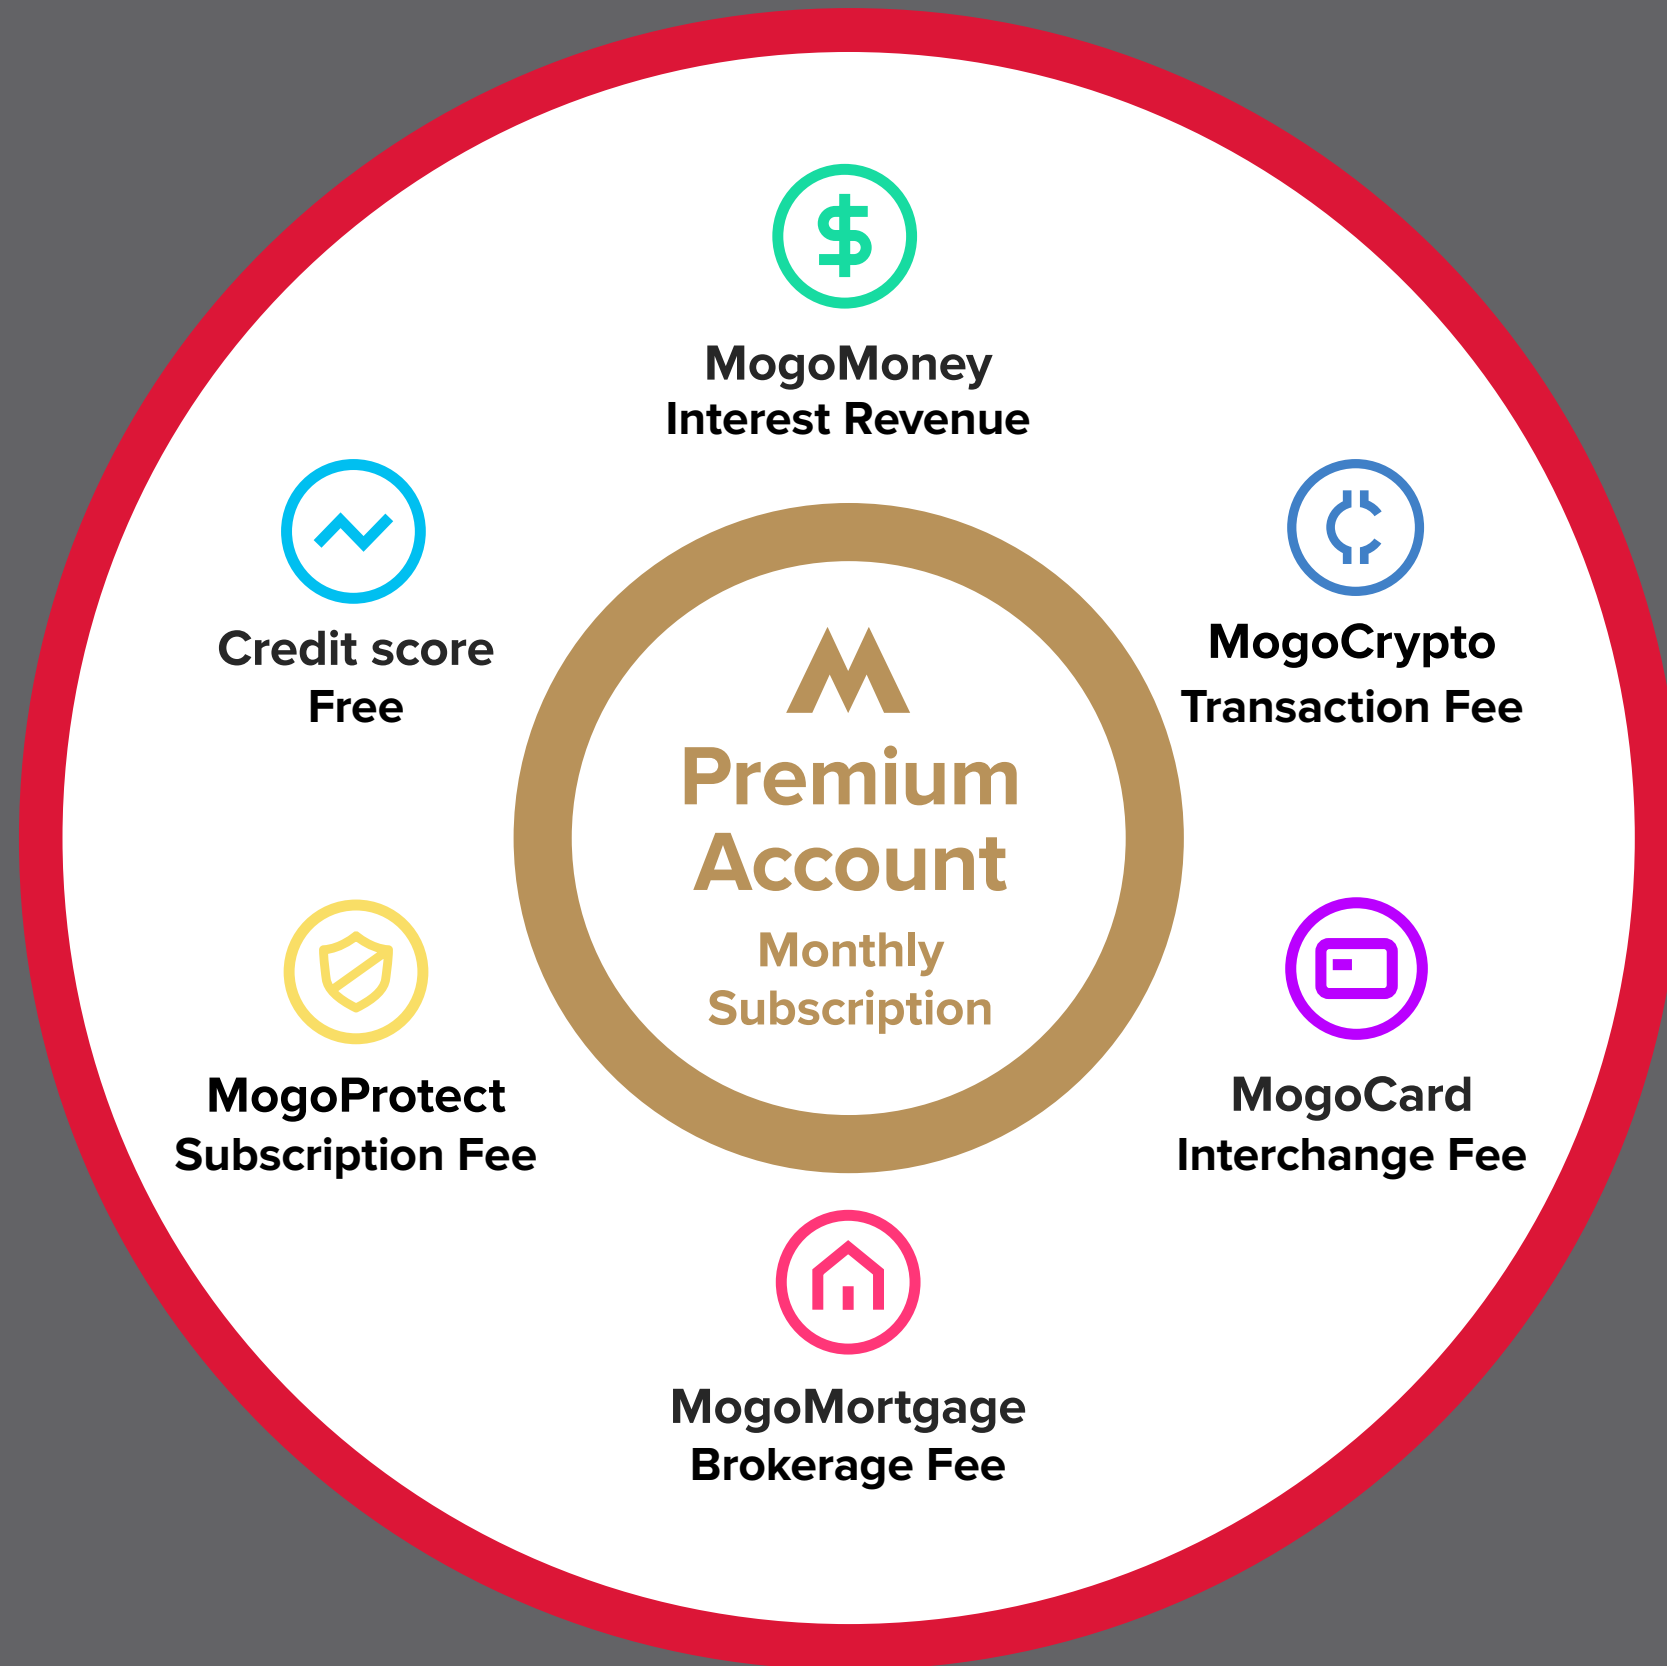 MogoMoney
Interest Revenue
Credit score
Free
MogoCrypto
Transaction Fee
Premium
Account
Monthly
Subscription
MogoProtect
Subscription Fee
MogoCard
Interchange Fee
MogoMortgage
Brokerage Fee